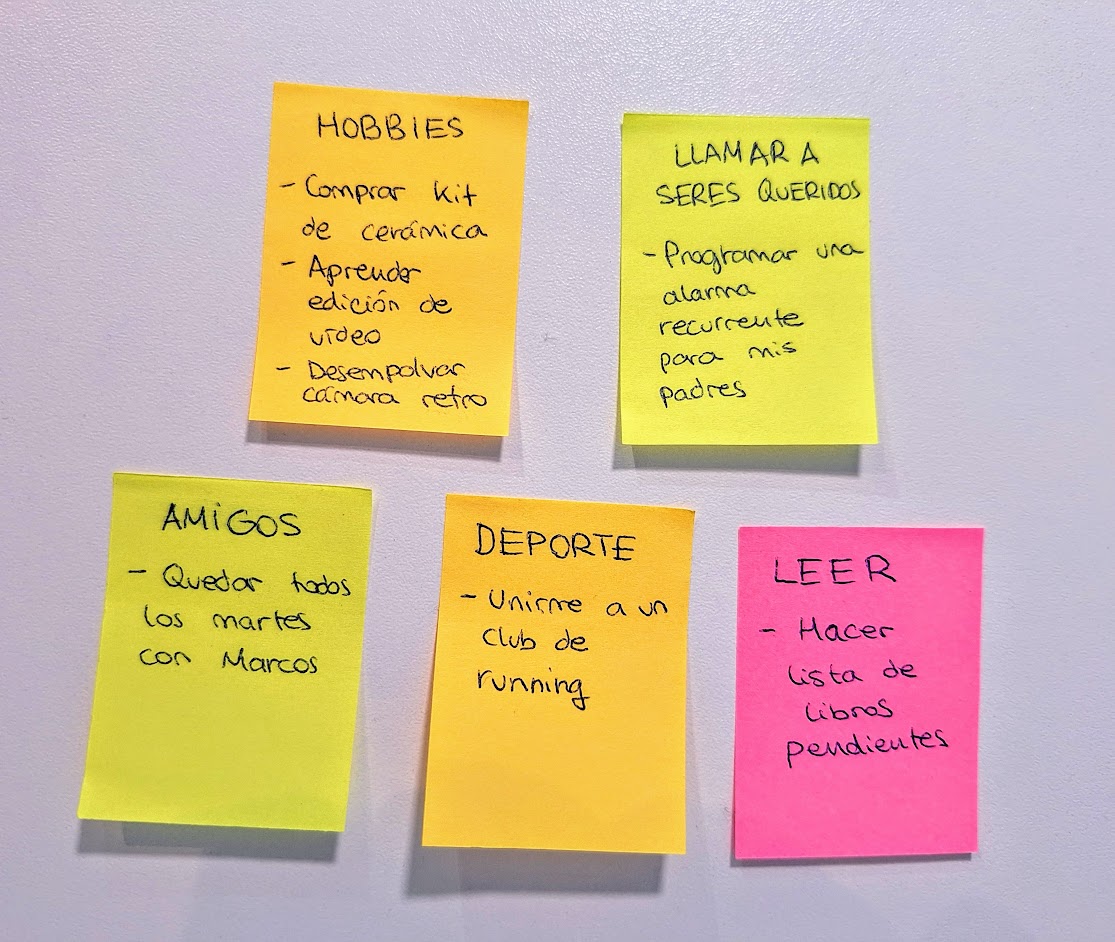 HOBBIES
- Comprar kit
de cerámica
- Aprender
edición de
vídeo
- Desempolvar
cámara retro
LLAMAR A
SERES QUERIDOS
- Programar una
alarma
recurrente
para mis
padres
AMIGOS
- Quedar todos
los martes
con Marcos
DEPORTE
- Unirme a un
club de
running
LEER
- Hacer
lista de
libros
pendientes